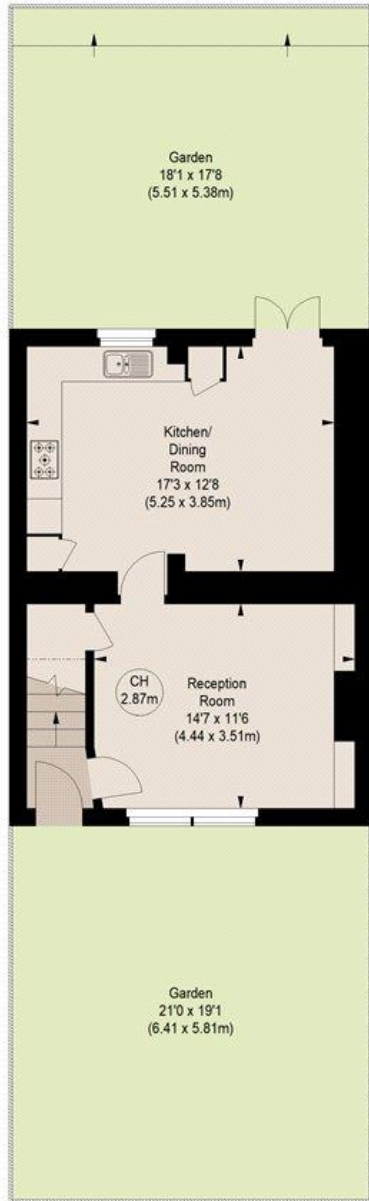 Garden
18'1 x 17'8
(5.51 x 5.38m)
Kitchen/
Dining
Room
17'3 x 12'8
(5.25 x 3.85m)
CH
2.87m
Reception
Room
14'7 x 11'6
(4.44 x 3.51m)
Garden
21'0 x 19'1
(6.41 x 5.81m)